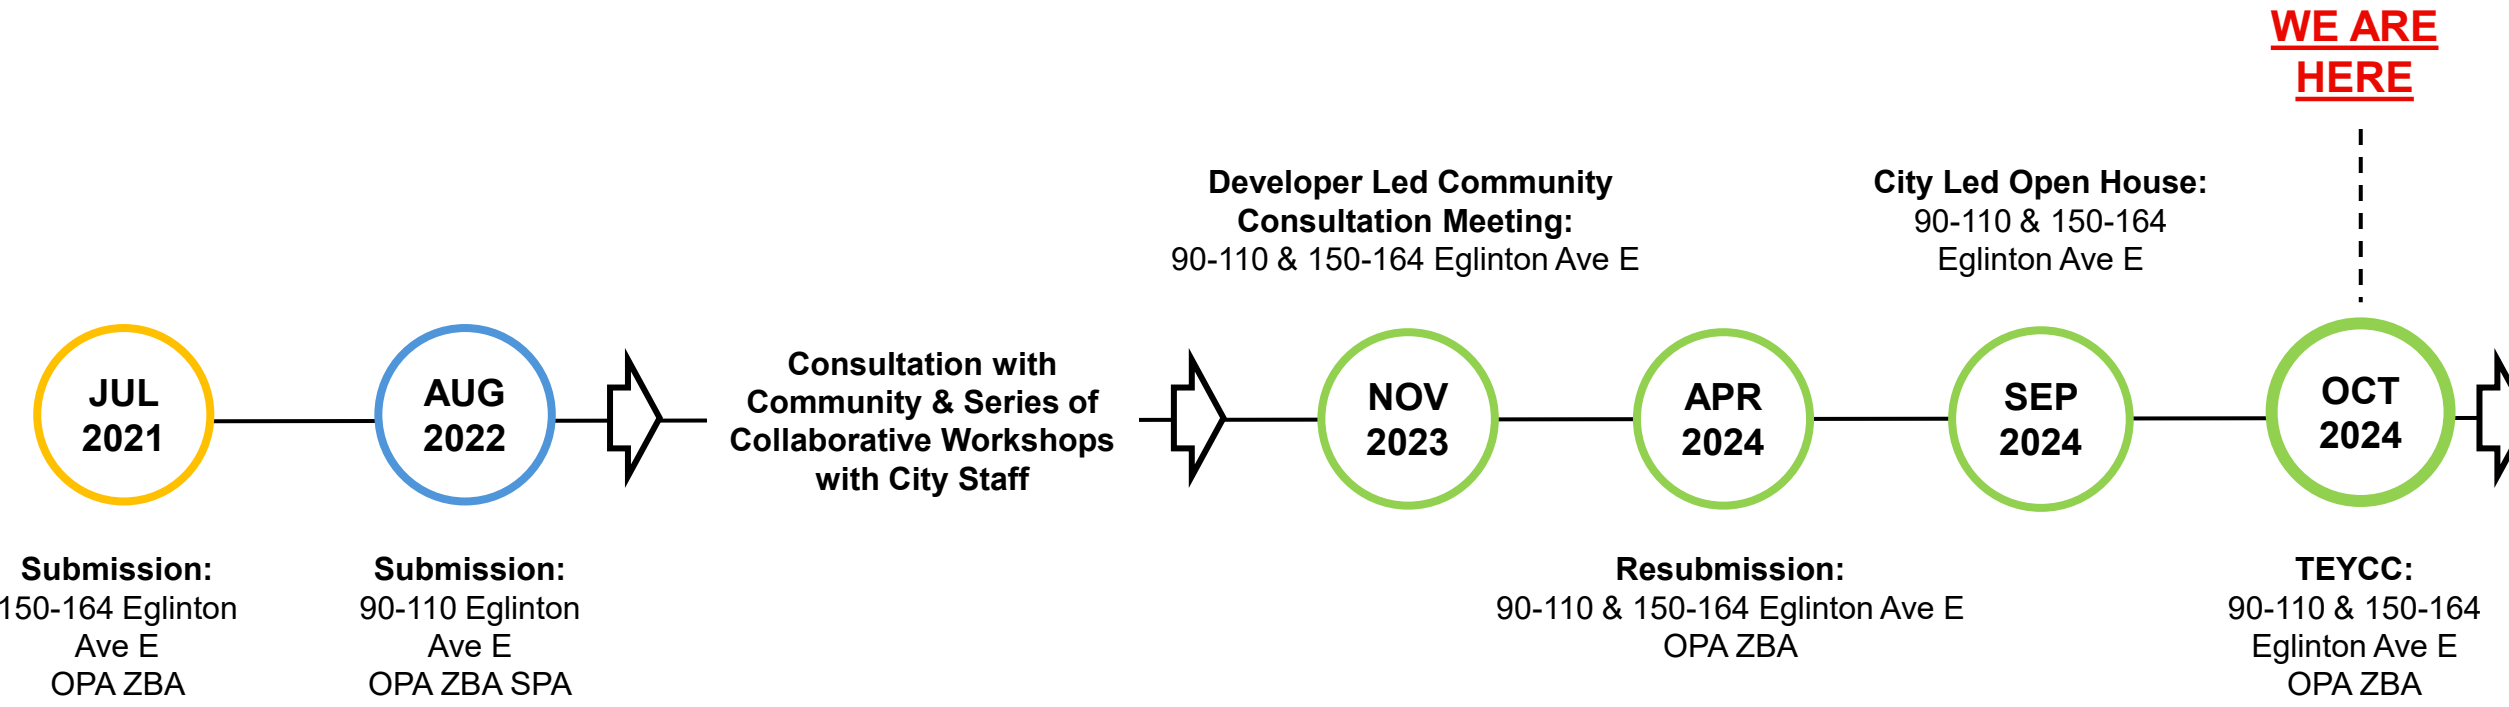 WE ARE
HERE
Developer Led Community
Consultation Meeting:
90-110 & 150-164 Eglinton Ave E
City Led Open House:
90-110 & 150-164
Eglinton Ave E
JUL
2021
AUG
2022
Consultation with
Community & Series of
Collaborative Workshops
with City Staff
NOV
2023
APR
2024
SEP
2024
OCT
2024
Submission:
150-164 Eglinton
Ave E
OPA ZBA
Submission:
90-110 Eglinton
Ave E
OPA ZBA SPA
Resubmission:
90-110 & 150-164 Eglinton Ave E
OPA ZBA
TEYCC:
90-110 & 150-164
Eglinton Ave E
OPA ZBA